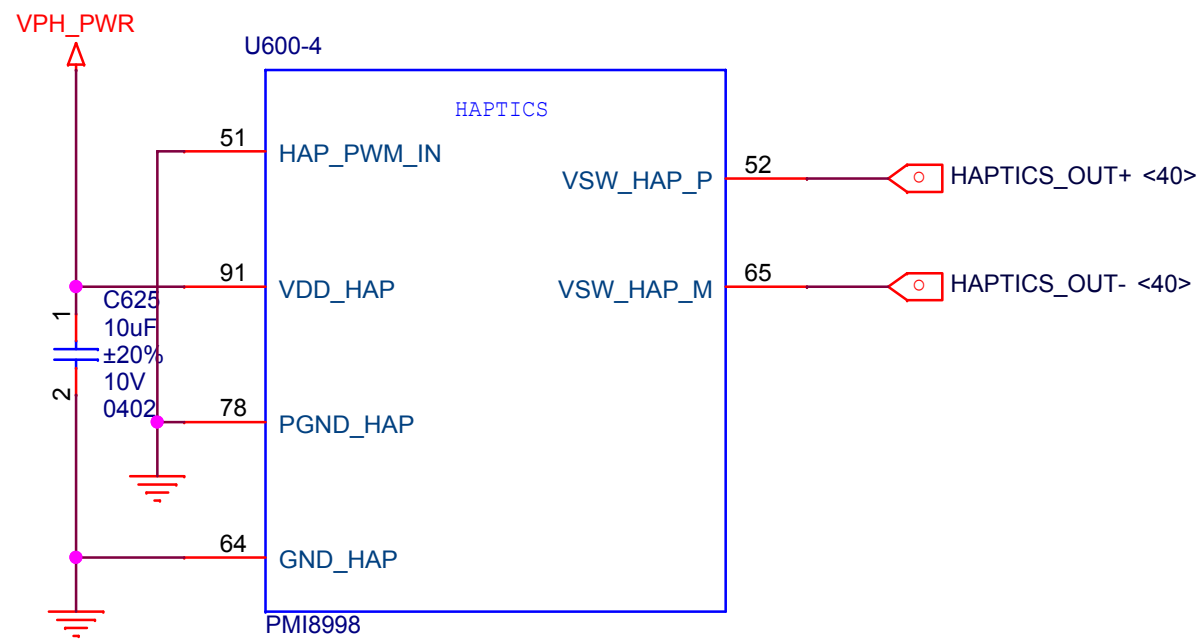 VPH_PWR
U600-4
HAPTICS
51
HAP_PWM_IN
52
VSW_HAP_P
HAPTICS_OUT+ <40>
91
VDD_HAP
65
VSW_HAP_M
HAPTICS_OUT- <40>
1
C625
10uF
±20%
10V
0402
2
78
PGND_HAP
64
GND_HAP
PMI8998